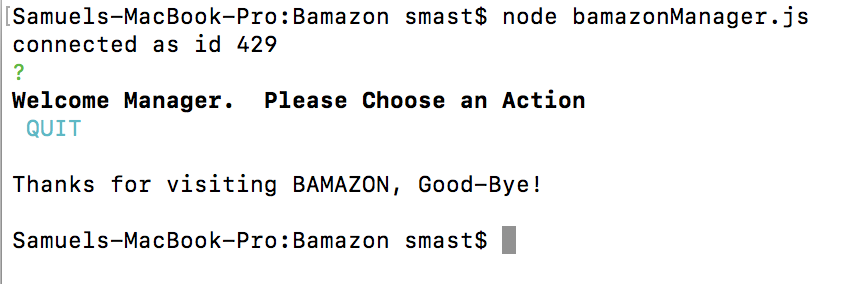 [Samuels-MacBook-Pro:Bamazon smast$ node bamazonManager.js
connected as id 429
?
Welcome Manager.  Please Choose an Action
 QUIT
Thanks for visiting BAMAZON, Good-Bye!
Samuels-MacBook-Pro:Bamazon smast$